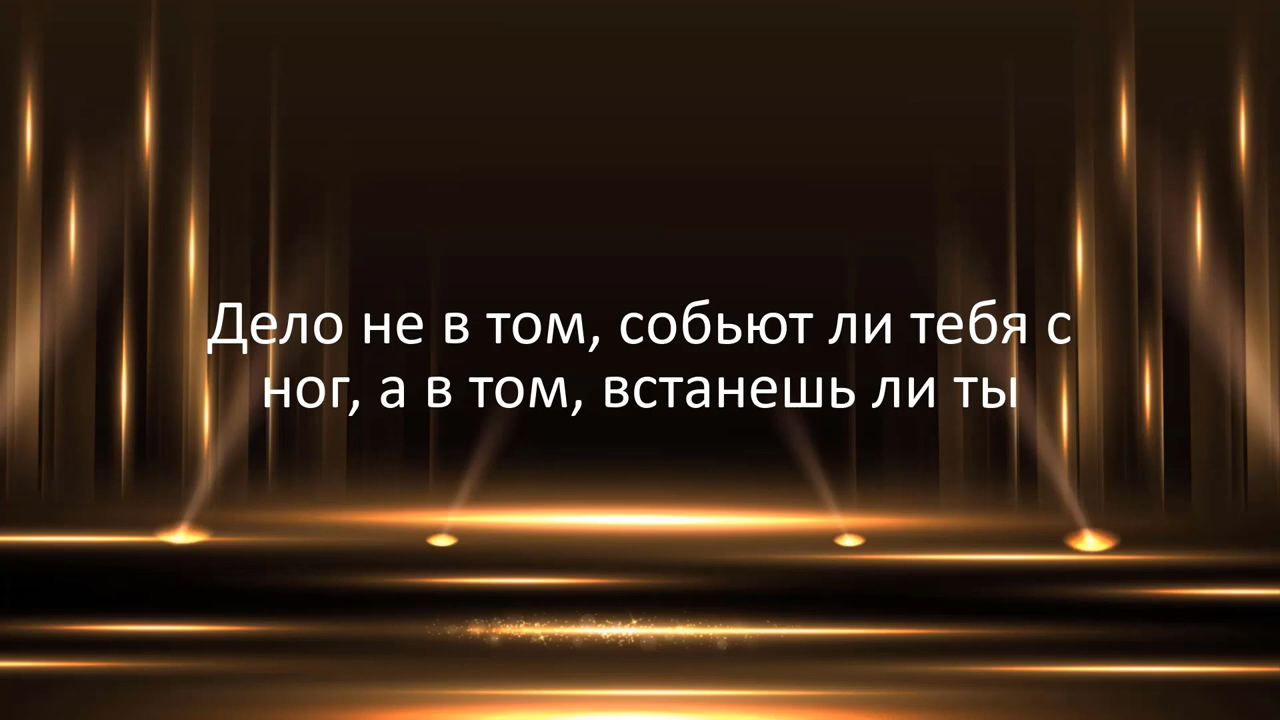 Дело не в том, собьют ли тебя с
ног, а в том, встанешь ли ты